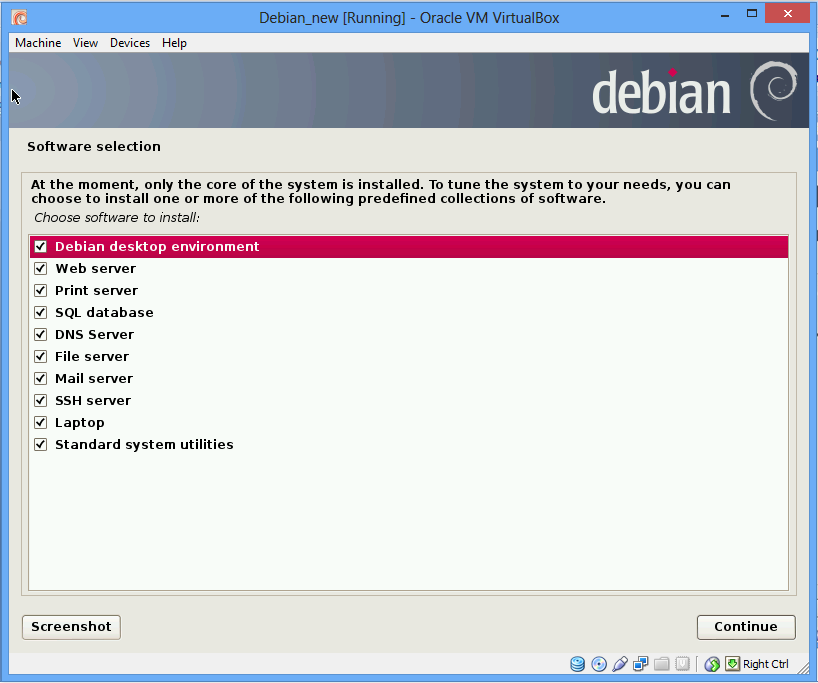 Debian_new [Running] - Oracle VM VirtualBox
Machine View Devices Help
debian
Software selection
At the moment, only the core of the system is installed. To tune the system to your needs, you can
choose to install one or more of the following predefined collections of software.
Choose software to install:
Debian desktop environment
Web server
Print server
SQL database
DNS Server
File server
Mail server
SSH server
Laptop
Standard system utilities
Screenshot
Continue
Right Ctrl